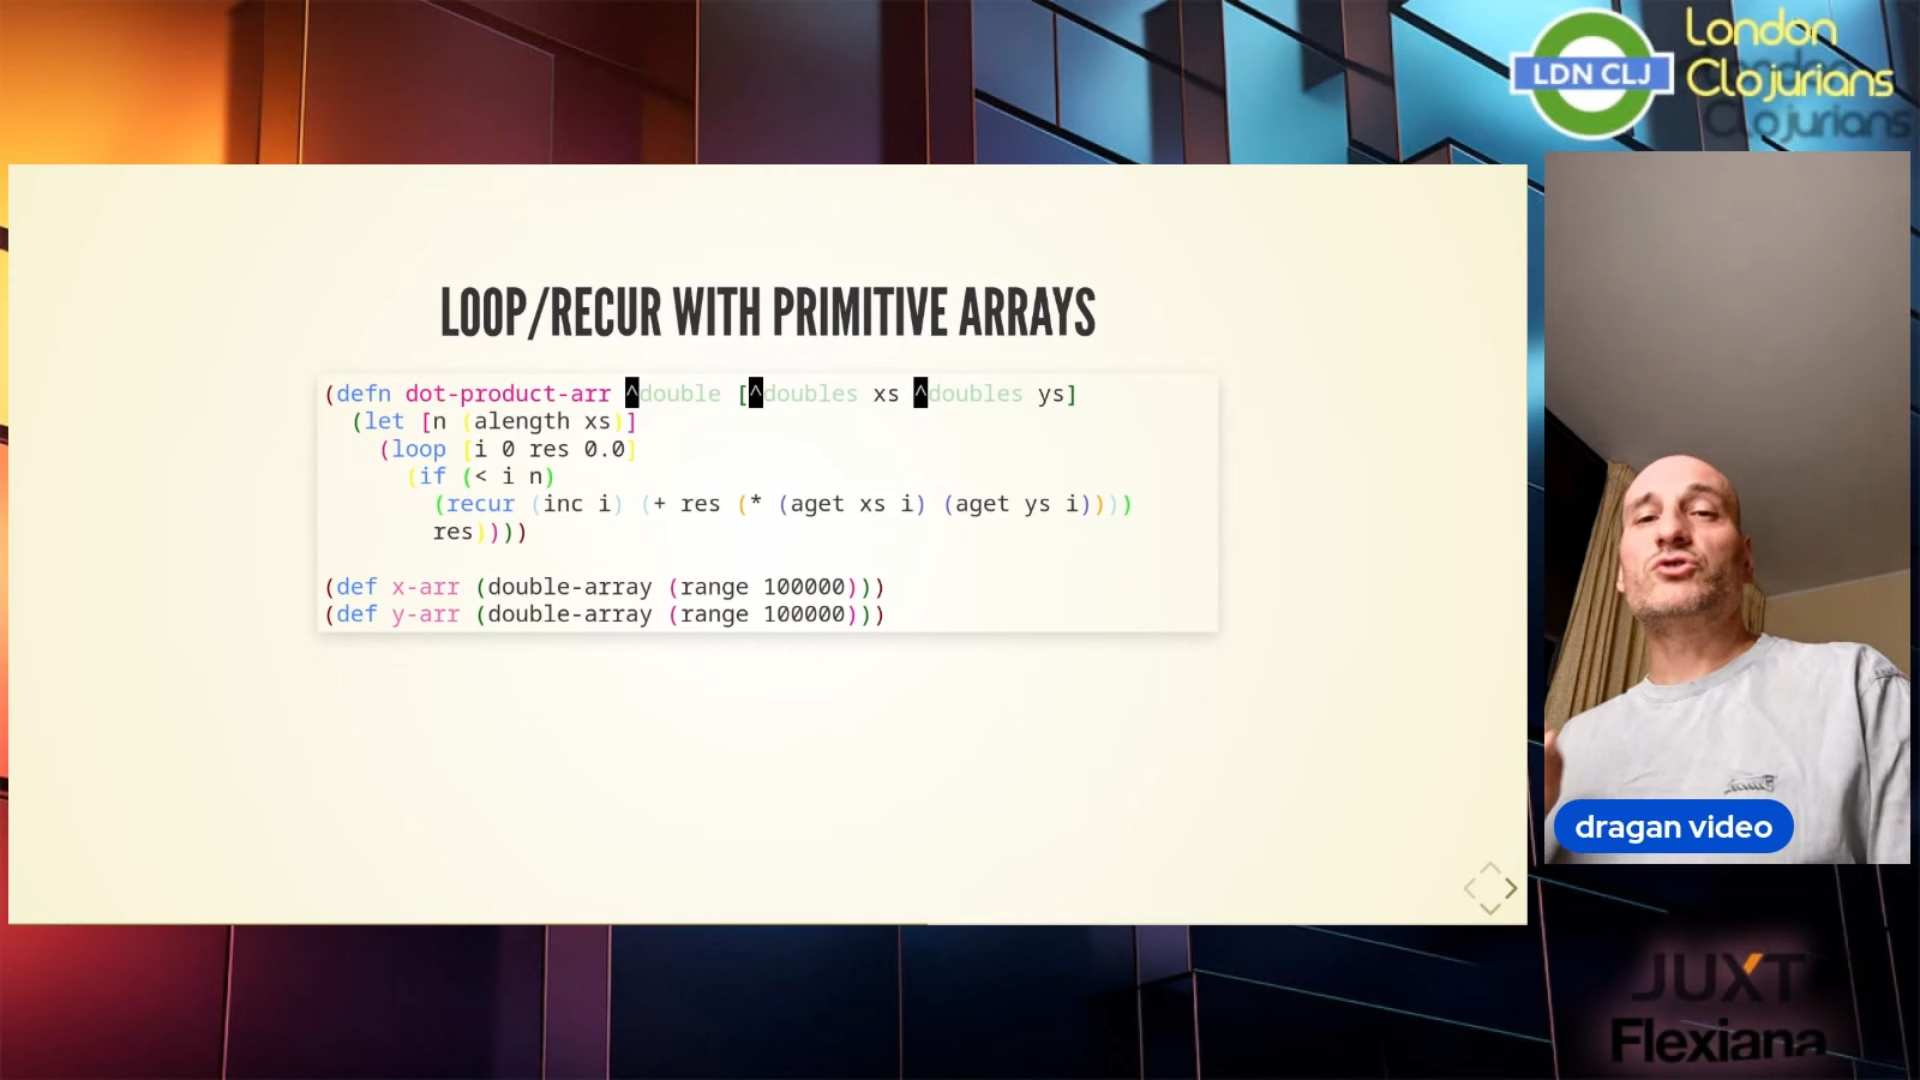 LDN CLJ
London
Clojurians
Clojurians
LOOP/RECUR WITH PRIMITIVE ARRAYS
(defn dot-product-arr ^double [^doubles xs ^doubles ys]
(let [n (alength xs)]
(loop [i 0 res 0.0]
(if (< i n)
(recur (inc i) (+ res (* (aget xs i) (aget ys i))))
res))))
(def x-arr (double-array (range 100000)))
(def y-arr (double-array (range 100000)))
dragan video
JUXT
Flexiana